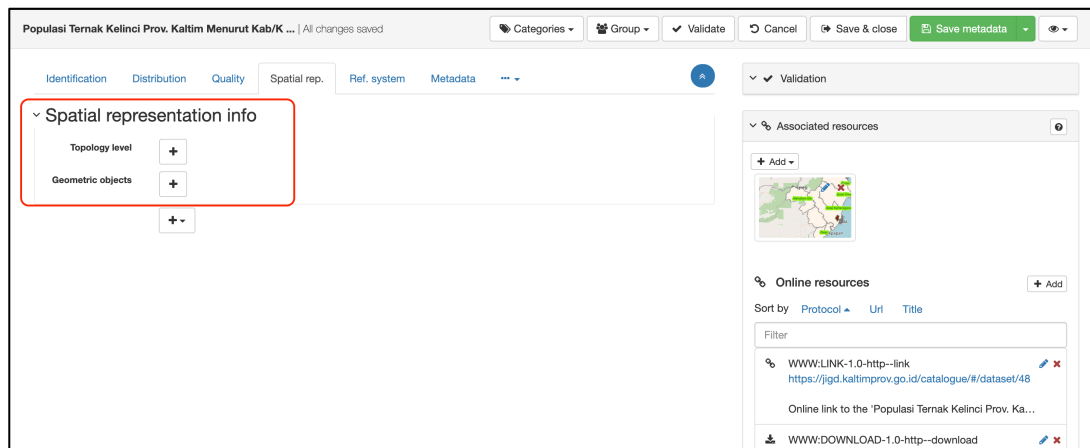 Populasi Ternak Kelinci Prov. Kaltim Menurut Kab/K ... | All changes saved
Categories
Group
Validate
Cancel
Save & close
Save metadata
Identification
Distribution
Quality
Spatial rep.
Ref. system
Metadata
Spatial representation info
Topology level
Geometric objects
Validation
Associated resources
+ Add
Online resources
+ Add
Sort by Protocol Url Title
Filter
WWW:LINK-1.0-http--link
https://jigd.kaltimprov.go.id/catalogue/#/dataset/48
Online link to the 'Populasi Ternak Kelinci Prov. Ka...
WWW:DOWNLOAD-1.0-http--download